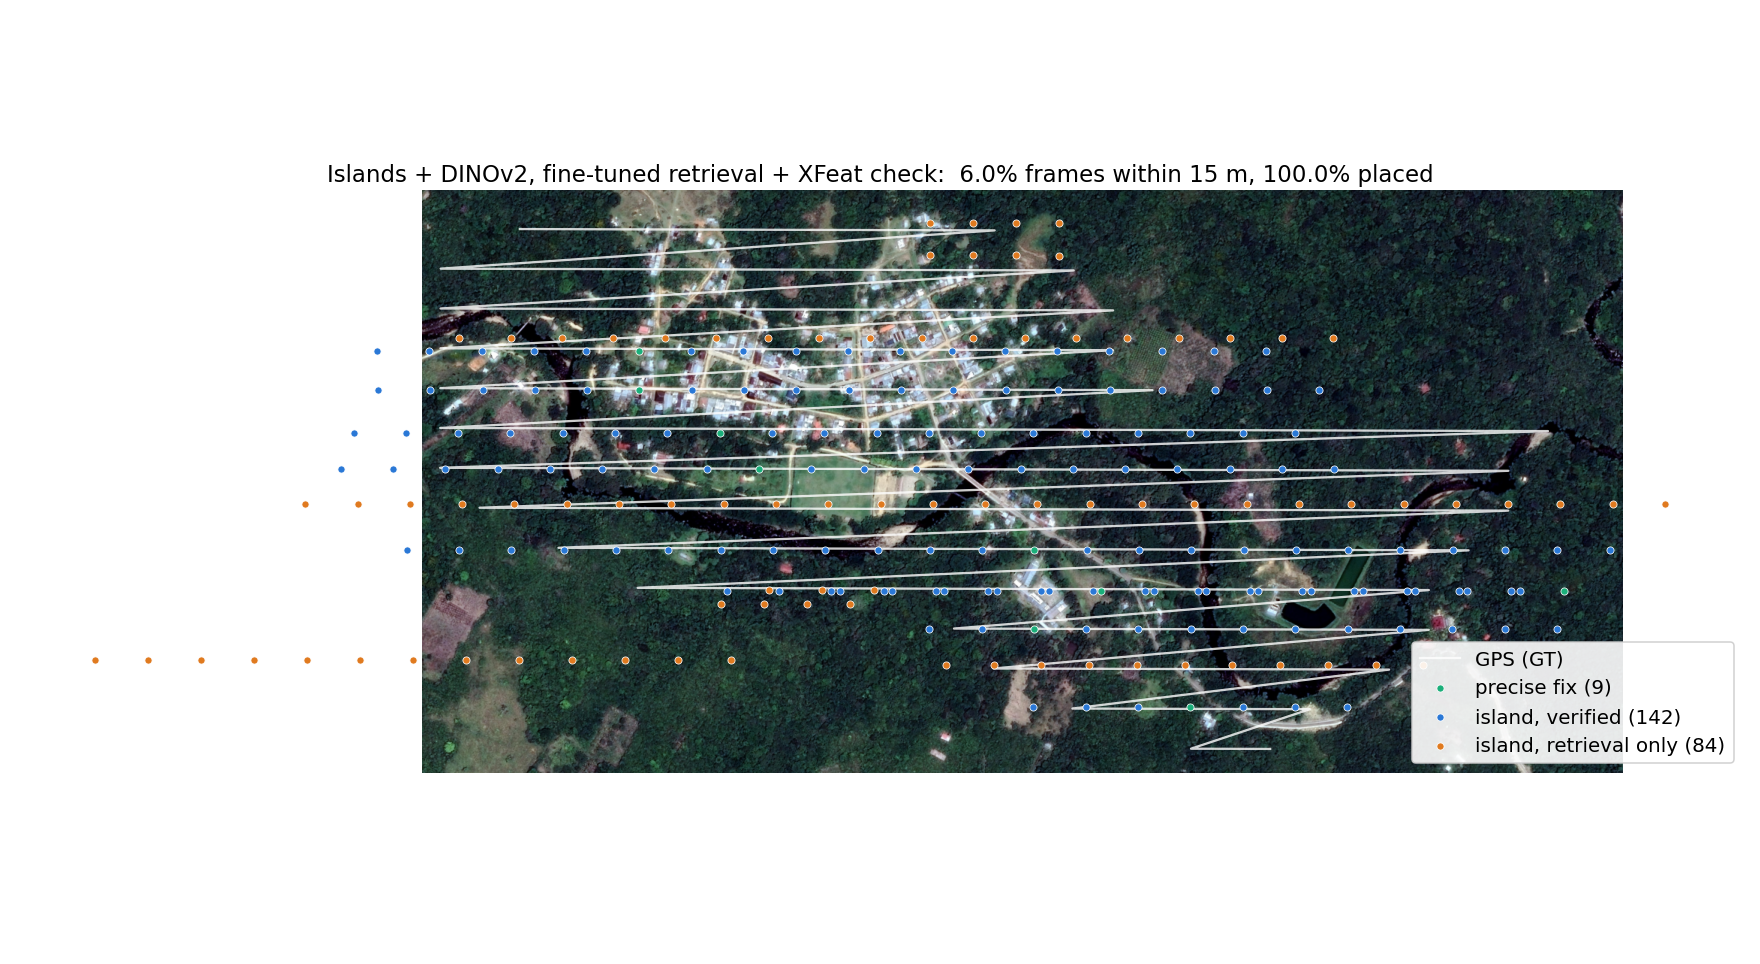 Islands + DINOv2, fine-tuned retrieval + XFeat check:  6.0% frames within 15 m, 100.0% placed
GPS (GT)
precise fix (9)
island, verified (142)
island, retrieval only (84)